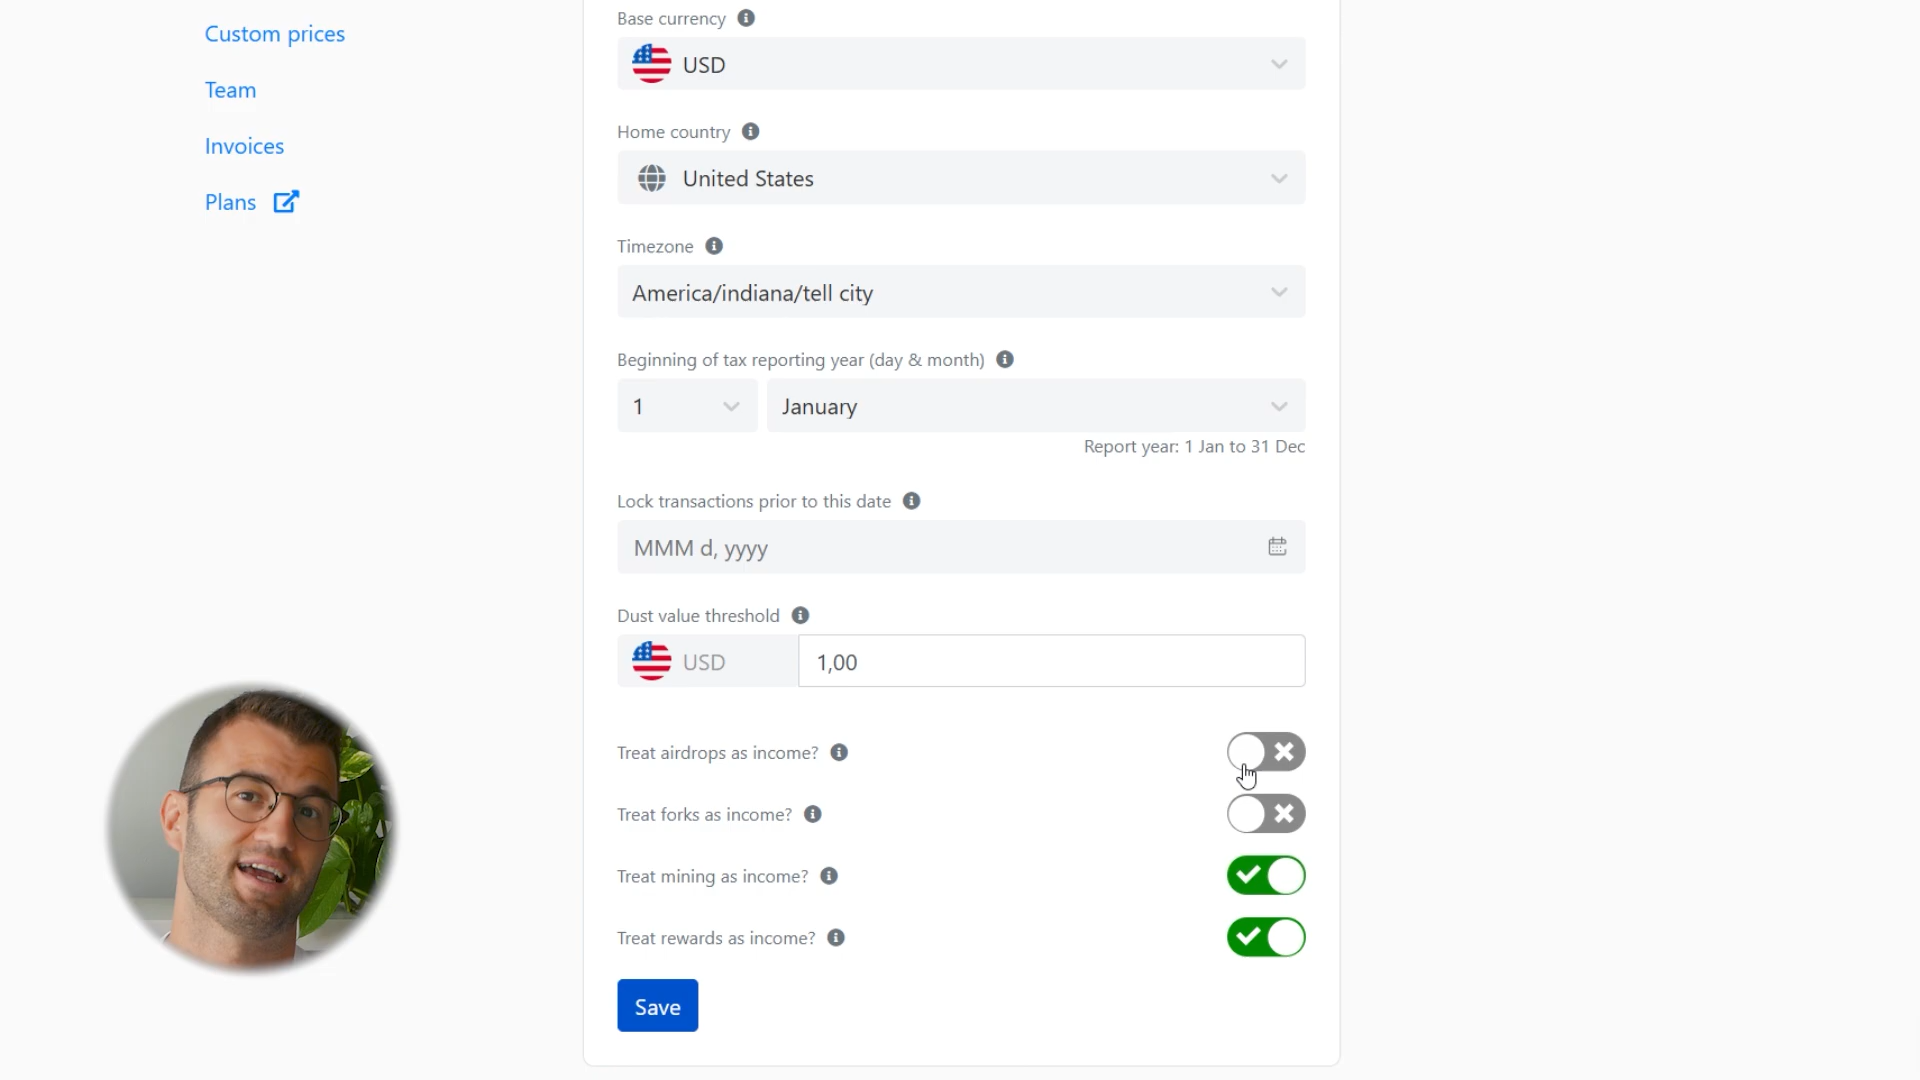 Custom prices
Team
Invoices
Plans
Base currency
USD
Home country
United States
Timezone
America/indiana/tell city
Beginning of tax reporting year (day & month)
1
January
Report year: 1 Jan to 31 Dec
Lock transactions prior to this date
MMM d, yyyy
Dust value threshold
USD
1,00
Treat airdrops as income?
Treat forks as income?
Treat mining as income?
Treat rewards as income?
Save